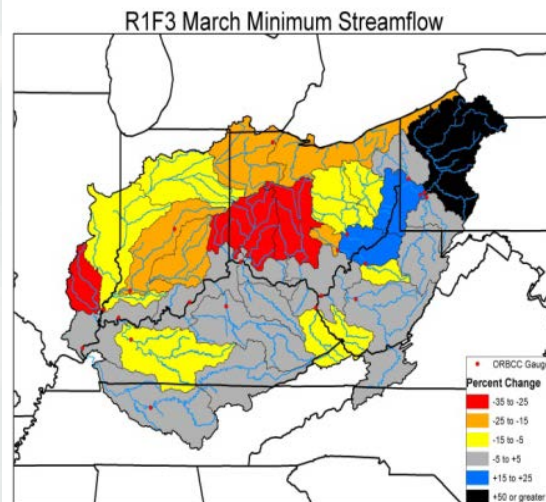 R1F3 March Minimum Streamflow
ORBCC Gaug
Percent Change
-35 to -25
-25 to -15
-15 to -5
-5 to +5
+15 to +25
+50 or greater